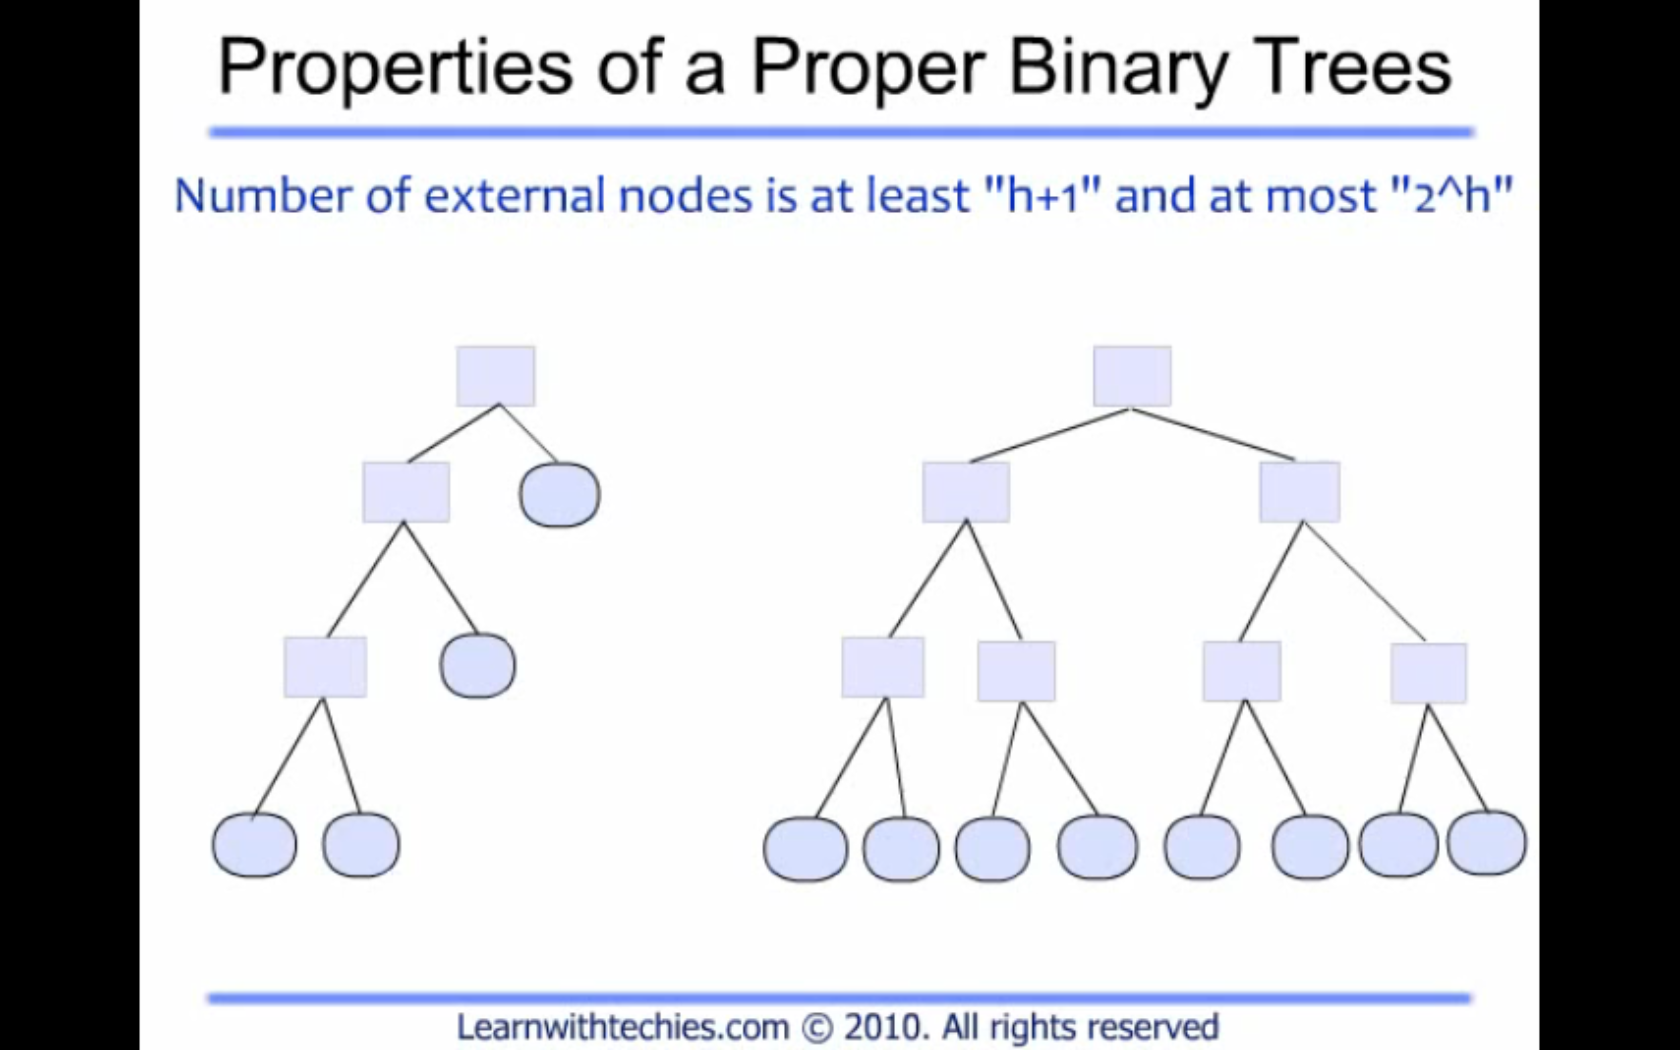 Properties of a Proper Binary Trees
Number of external nodes is at least "h+1" and at most "2^h"
Learnwithtechies.com © 2010. All rights reserved